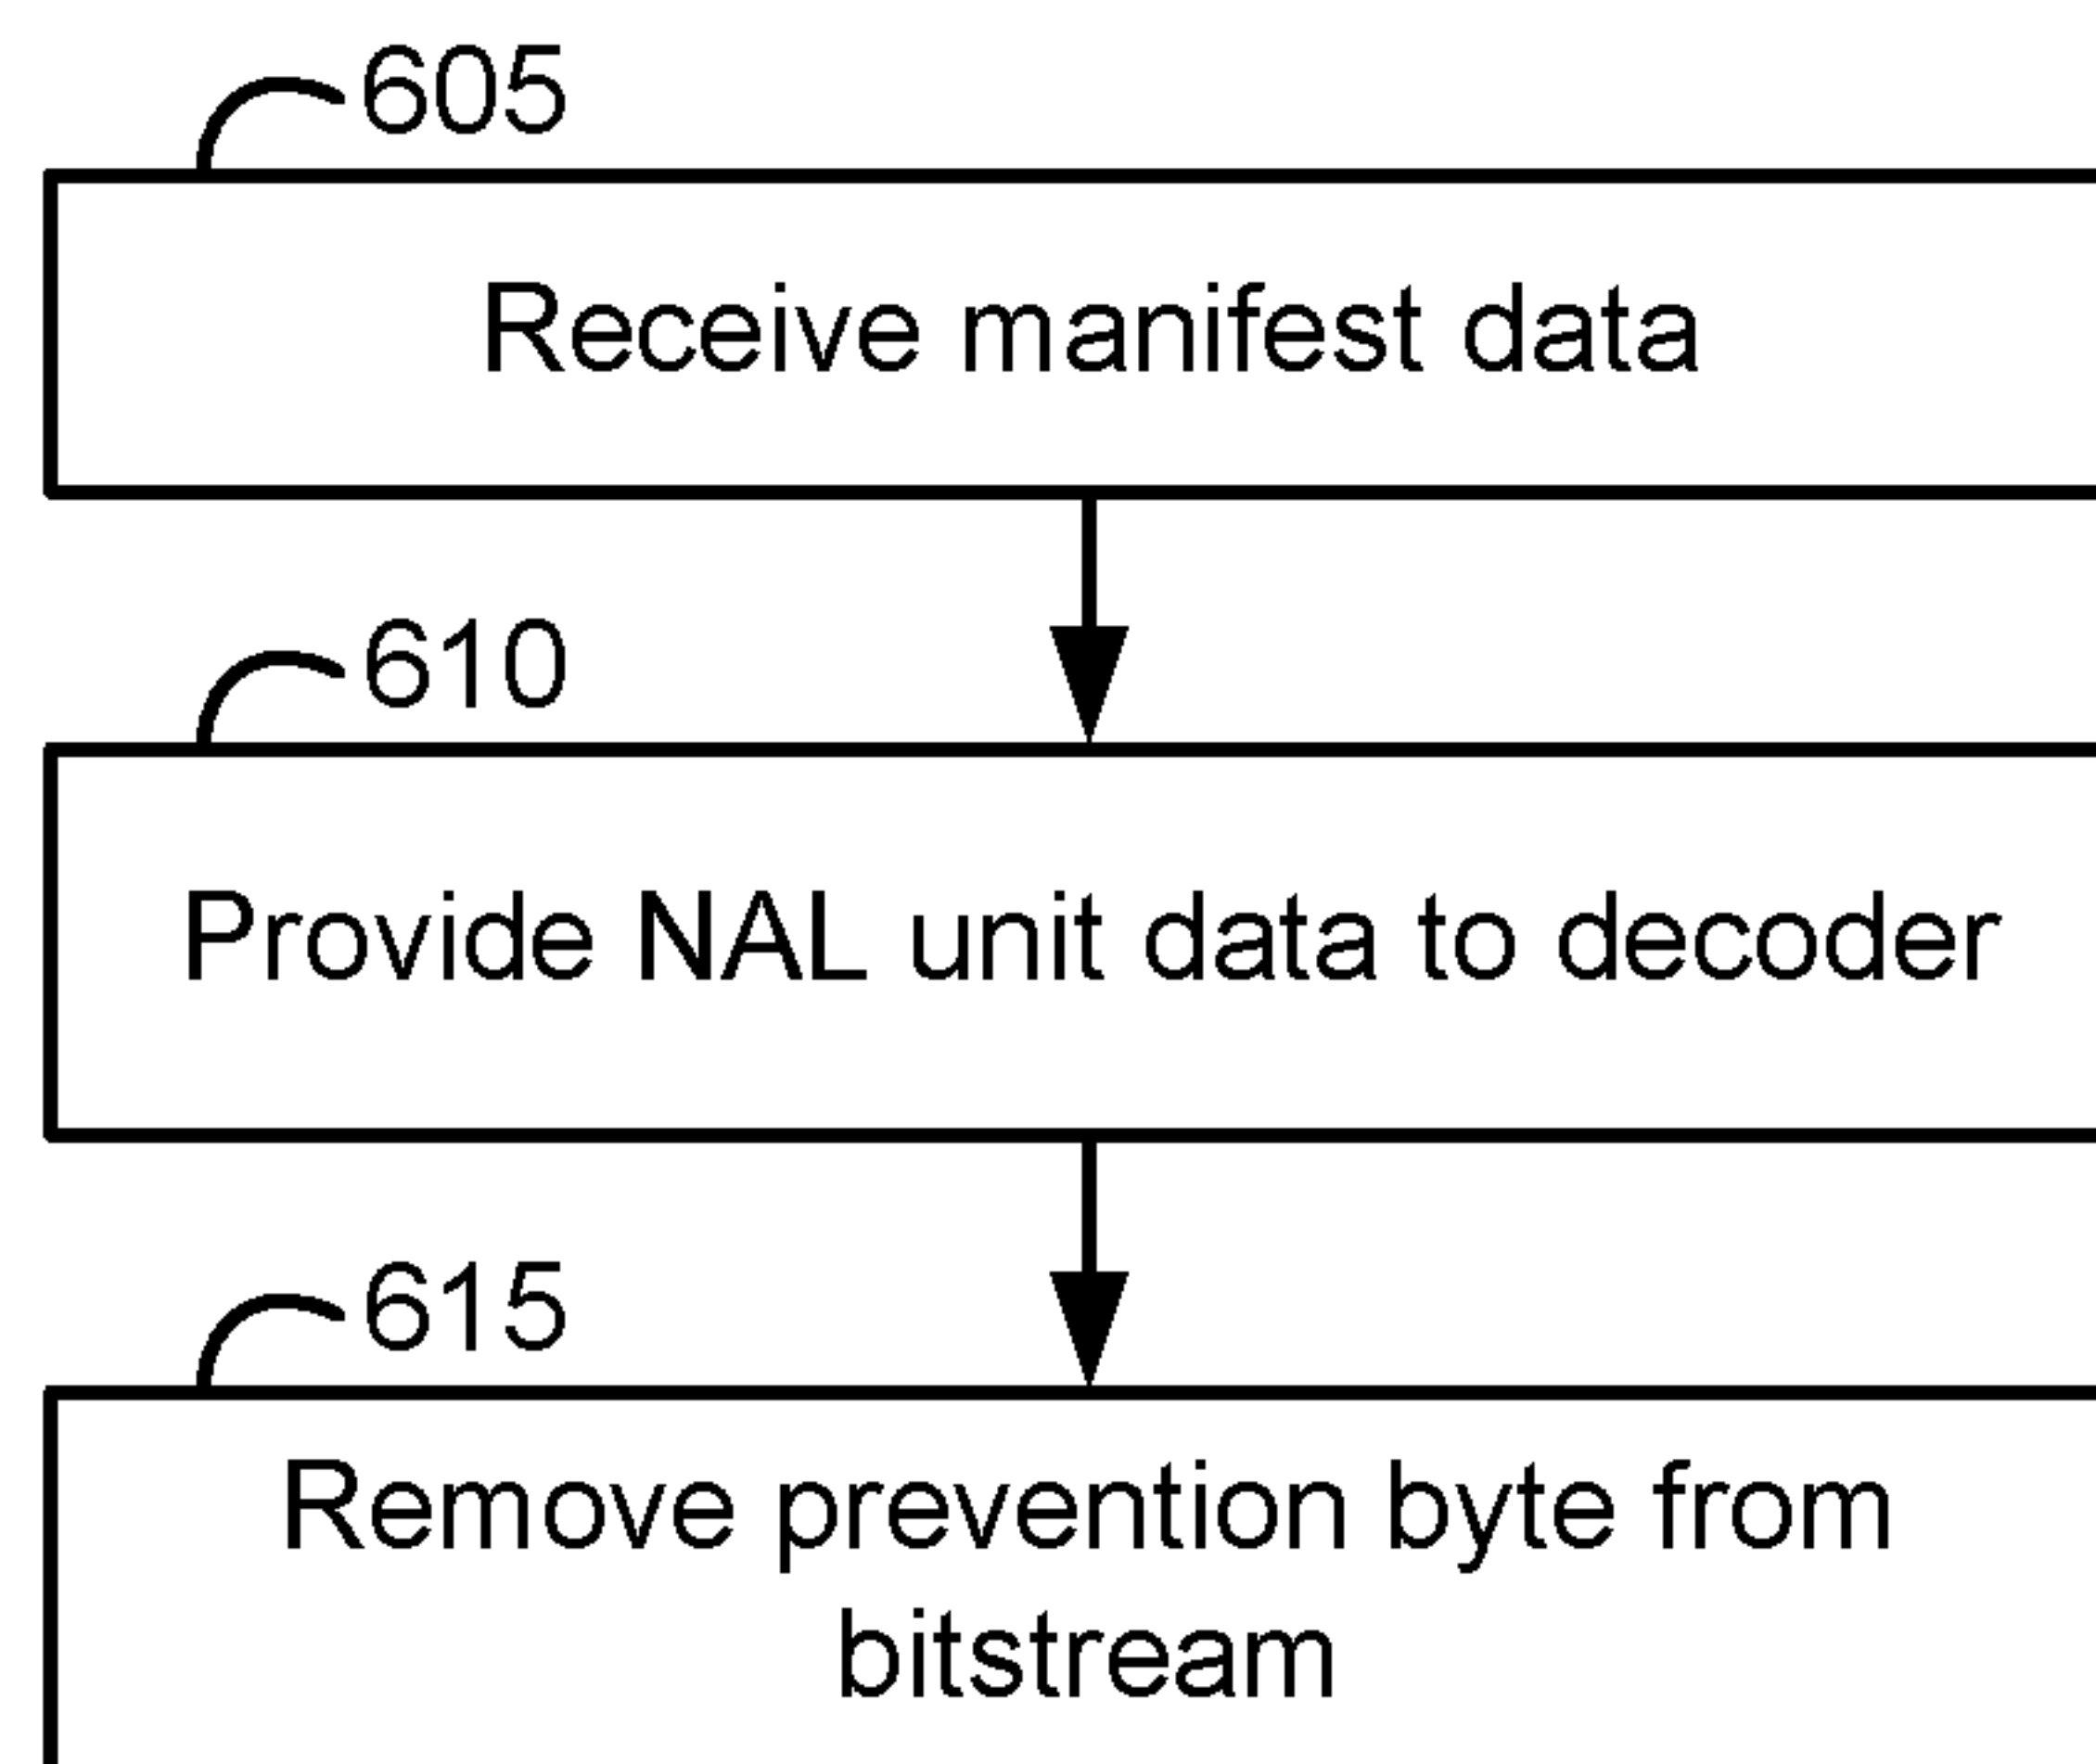 605
Receive manifest data
610
Provide NAL unit data to decoder
615
Remove prevention byte from
bitstream